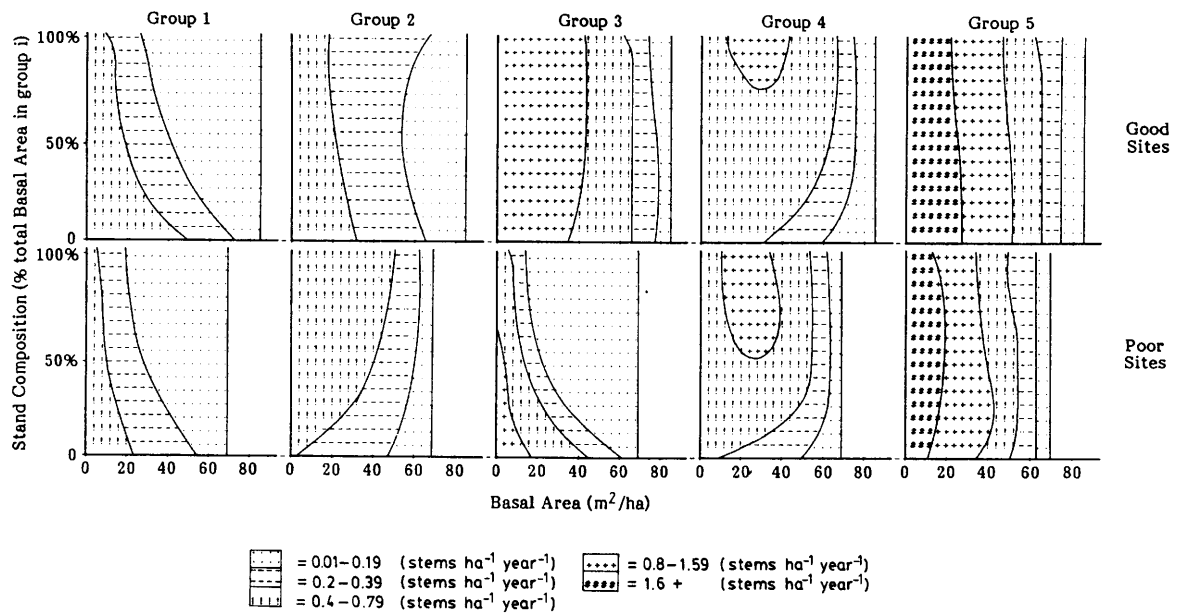 Group 1 Group 2 Group 3 Group 4 Group 5
Stand Composition (% total Basal Area in group i)
100%
50%
0
Good
Sites
100%
50%
0
Poor
Sites
0 20 40 60 80 0 20 40 60 80 0 20 40 60 80 0 20 40 60 80 0 20 40 60 80
Basal Area (m²/ha)
= 0.01-0.19 (stems ha⁻¹ year⁻¹)
= 0.2-0.39 (stems ha⁻¹ year⁻¹)
= 0.4-0.79 (stems ha⁻¹ year⁻¹)
= 0.8-1.59 (stems ha⁻¹ year⁻¹)
= 1.6 + (stems ha⁻¹ year⁻¹)